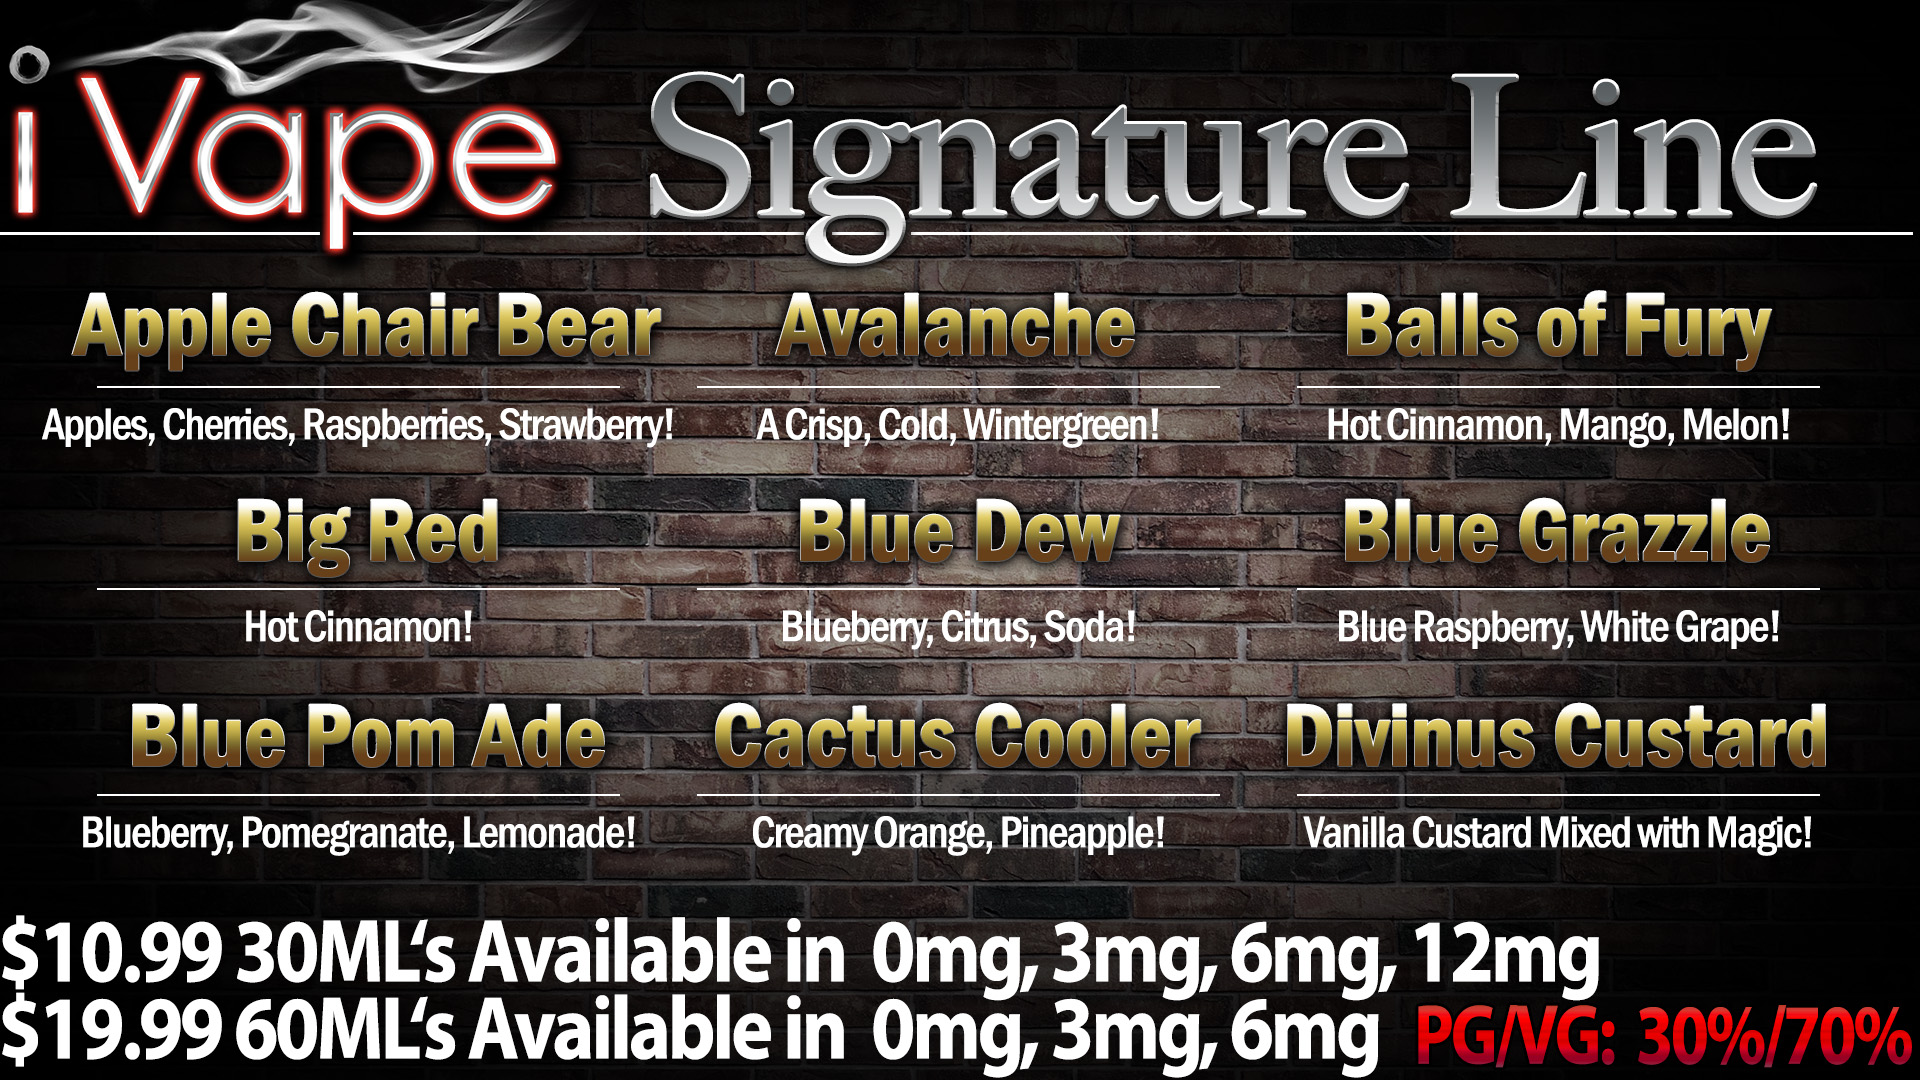 i Vape Signature Line
Apple Chair Bear
Apples, Cherries, Raspberries, Strawberry!
Avalanche
A Crisp, Cold, Wintergreen!
Balls of Fury
Hot Cinnamon, Mango, Melon!
Big Red
Hot Cinnamon!
Blue Dew
Blueberry, Citrus, Soda!
Blue Grazzle
Blue Raspberry, White Grape!
Blue Pom Ade
Blueberry, Pomegranate, Lemonade!
Cactus Cooler
Creamy Orange, Pineapple!
Divinus Custard
Vanilla Custard Mixed with Magic!
$10.99 30ML‘s Available in 0mg, 3mg, 6mg, 12mg
$19.99 60ML‘s Available in 0mg, 3mg, 6mg PG/VG: 30%/70%